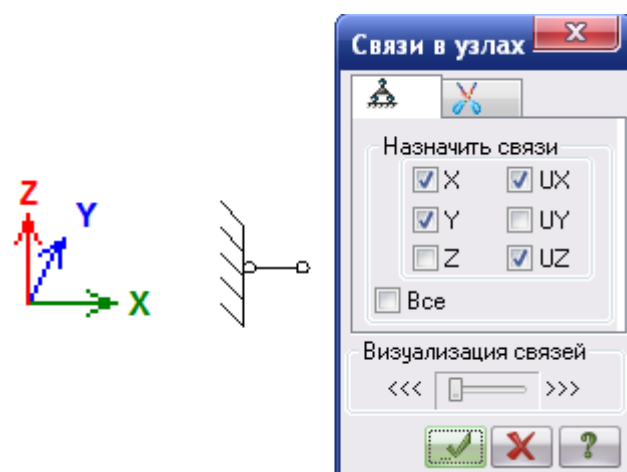 Связи в узлах
Назначить связи
X UX
Y UY
Z UZ
Все
Визуализация связей
<<< >>>
?
Z
Y
X